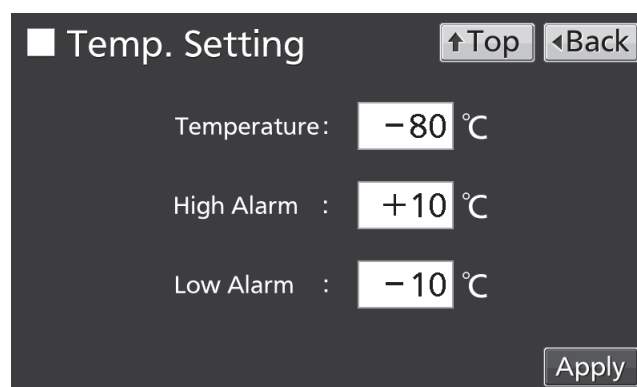 Temp. Setting ↑Top ◂Back
Temperature: −80 ℃
High Alarm : +10 ℃
Low Alarm : −10 ℃
Apply